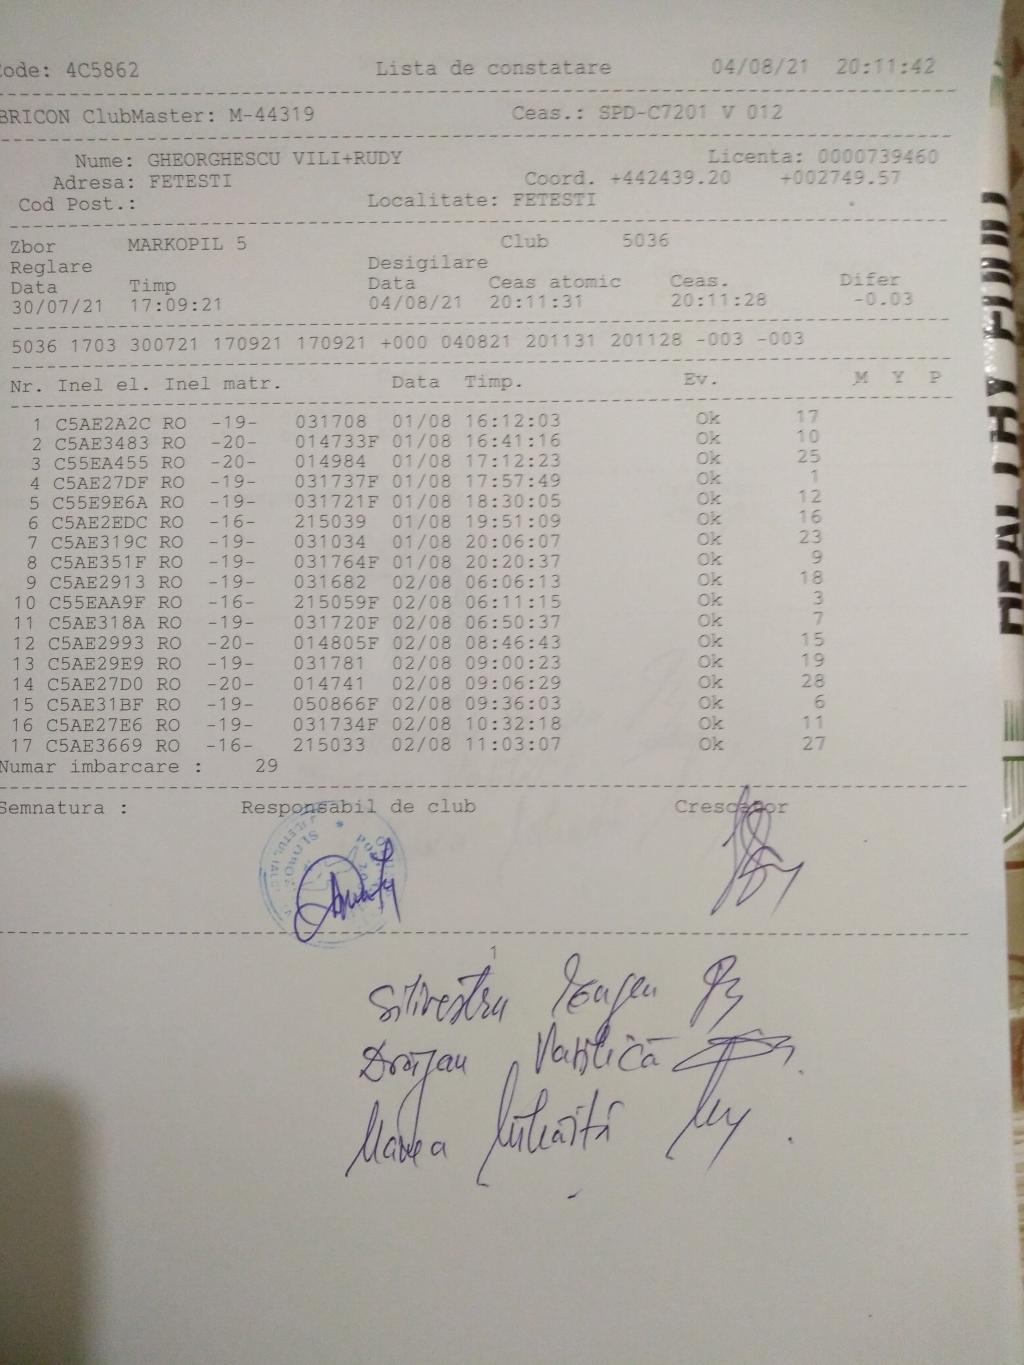 Code: 4C5862 Lista de constatare 04/08/21 20:11:42
BRICON ClubMaster: M-44319 Ceas.: SPD-C7201 V 012
Nume: GHEORGHESCU VILI+RUDY Licenta: 0000739460
Adresa: FETESTI Coord. +442439.20 +002749.57
Cod Post.: Localitate: FETESTI
Zbor MARKOPIL 5 Club 5036
Reglare Desigilare
Data Timp Data Ceas atomic Ceas. Difer
30/07/21 17:09:21 04/08/21 20:11:31 20:11:28 -0.03
5036 1703 300721 170921 170921 +000 040821 201131 201128 -003 -003
Nr. Inel el. Inel matr. Data Timp. Ev. M Y P
1 C5AE2A2C RO -19- 031708 01/08 16:12:03 Ok 17
2 C5AE3483 RO -20- 014733F 01/08 16:41:16 Ok 10
3 C55EA455 RO -20- 014984 01/08 17:12:23 Ok 25
4 C5AE27DF RO -19- 031737F 01/08 17:57:49 Ok 1
5 C55E9E6A RO -19- 031721F 01/08 18:30:05 Ok 12
6 C5AE2EDC RO -16- 215039 01/08 19:51:09 Ok 16
7 C5AE319C RO -19- 031034 01/08 20:06:07 Ok 23
8 C5AE351F RO -19- 031764F 01/08 20:20:37 Ok 9
9 C5AE2913 RO -19- 031682 02/08 06:06:13 Ok 18
10 C55EAA9F RO -16- 215059F 02/08 06:11:15 Ok 3
11 C5AE318A RO -19- 031720F 02/08 06:50:37 Ok 7
12 C5AE2993 RO -20- 014805F 02/08 08:46:43 Ok 15
13 C5AE29E9 RO -19- 031781 02/08 09:00:23 Ok 19
14 C5AE27D0 RO -20- 014741 02/08 09:06:29 Ok 28
15 C5AE31BF RO -19- 050866F 02/08 09:36:03 Ok 6
16 C5AE27E6 RO -19- 031734F 02/08 10:32:18 Ok 11
17 C5AE3669 RO -16- 215033 02/08 11:03:07 Ok 27
Numar imbarcare : 29
Semnatura : Responsabil de club Crescator
1
Silivestru Eugen
Drăgan Vasilică
Manea Mihăiță